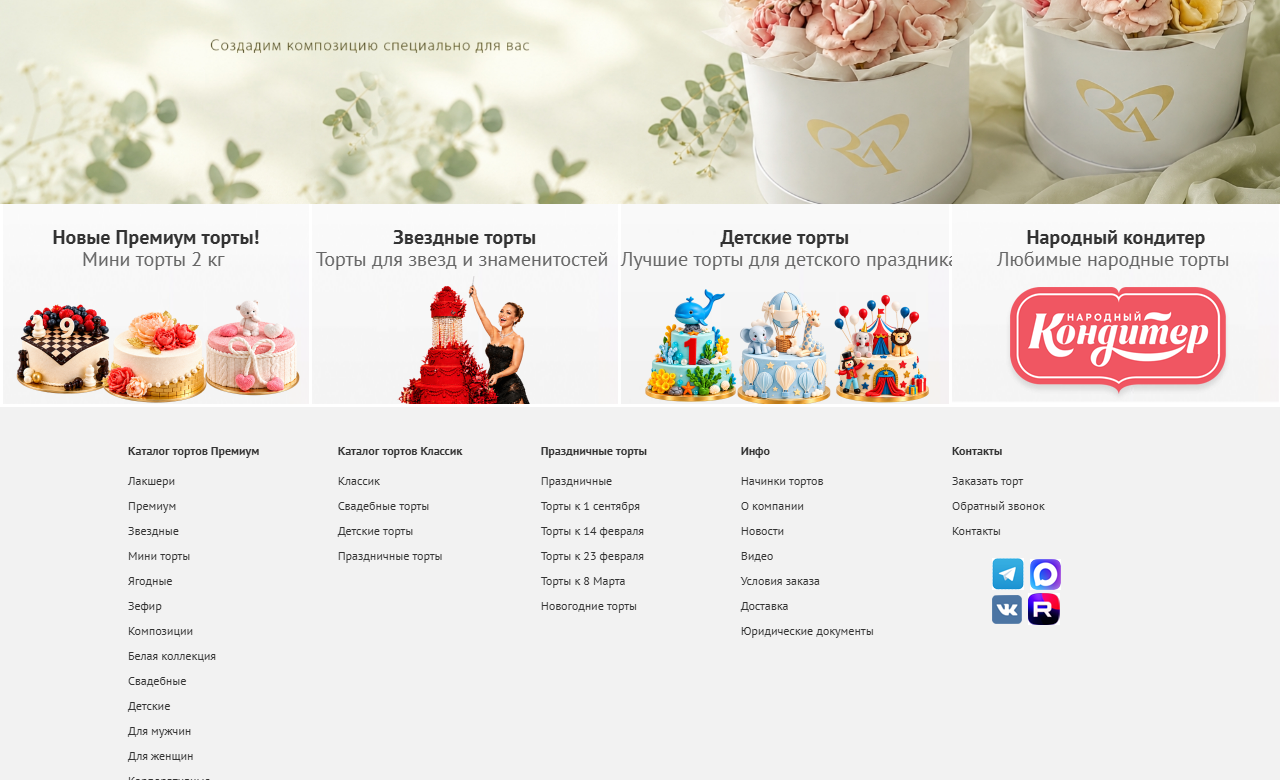 Создадим композицию специально для вас
RA
RA
Новые Премиум торты!
Мини торты 2 кг
19
Звездные торты
Торты для звезд и знаменитостей
Детские торты
Лучшие торты для детского праздника
1
Народный кондитер
Любимые народные торты
НАРОДНЫЙ
Кондитер
Каталог тортов Премиум
Лакшери
Премиум
Звездные
Мини торты
Ягодные
Зефир
Композиции
Белая коллекция
Свадебные
Детские
Для мужчин
Для женщин
Корпоративные
Каталог тортов Классик
Классик
Свадебные торты
Детские торты
Праздничные торты
Праздничные торты
Праздничные
Торты к 1 сентября
Торты к 14 февраля
Торты к 23 февраля
Торты к 8 Марта
Новогодние торты
Инфо
Начинки тортов
О компании
Новости
Видео
Условия заказа
Доставка
Юридические документы
Контакты
Заказать торт
Обратный звонок
Контакты